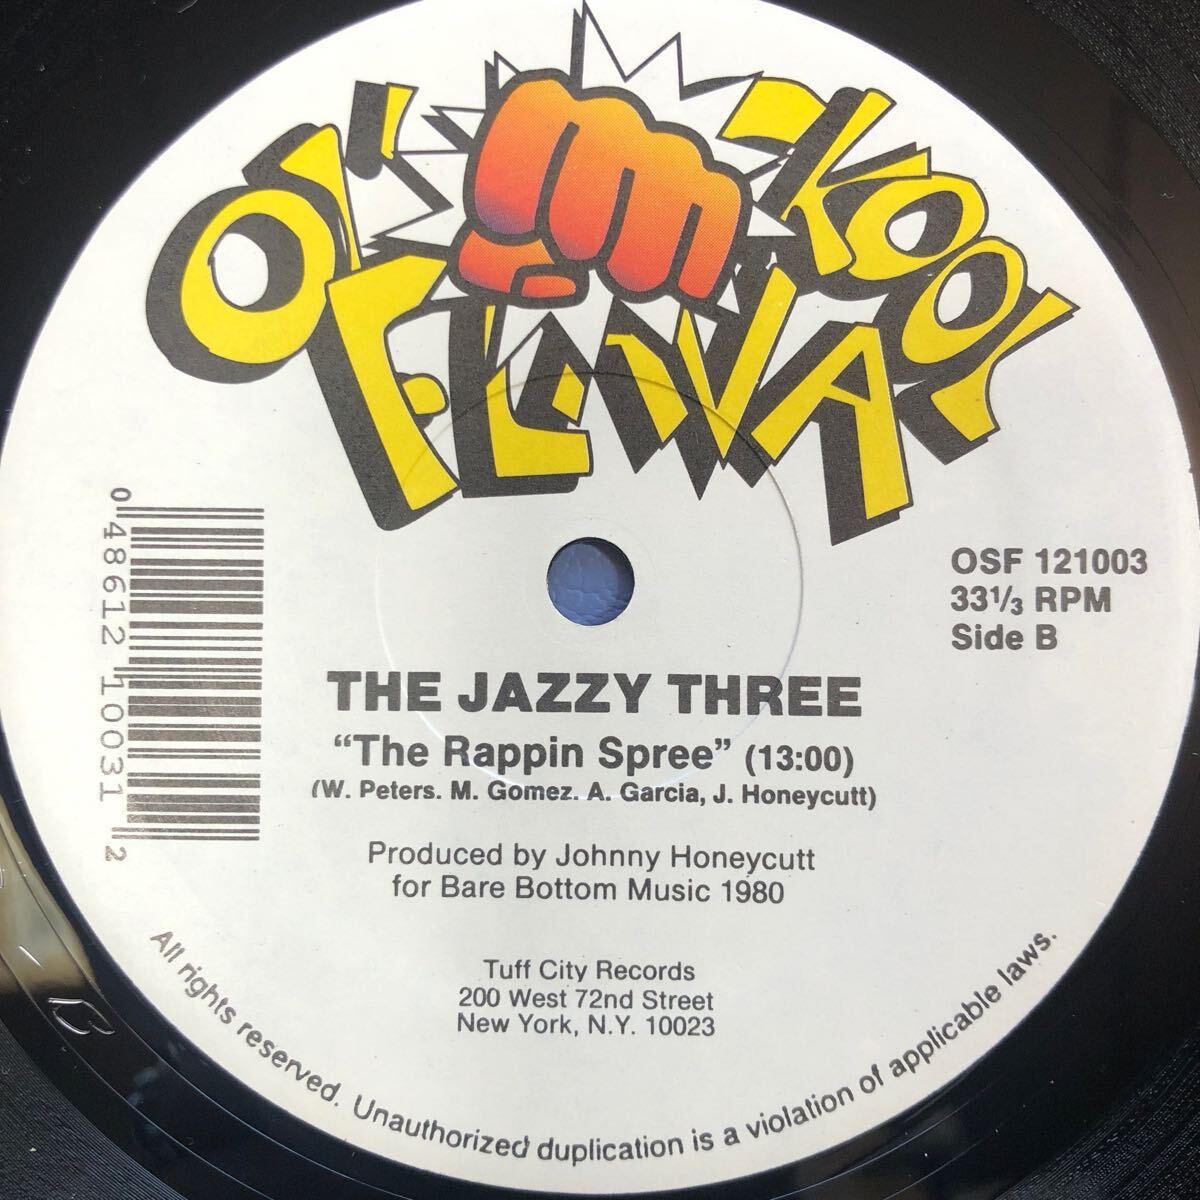 OL'
KOOL
FLAVVA
OSF 121003
33⅓ RPM
Side B
0 48612 10031 2
THE JAZZY THREE
“The Rappin Spree” (13:00)
(W. Peters. M. Gomez. A. Garcia, J. Honeycutt)
Produced by Johnny Honeycutt
for Bare Bottom Music 1980
Tuff City Records
200 West 72nd Street
New York, N.Y. 10023
All rights reserved. Unauthorized duplication is a violation of applicable laws.